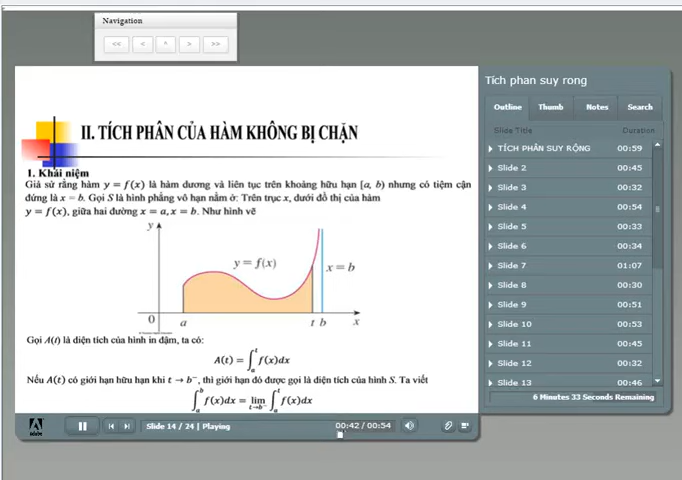 Navigation
<< < ^ > >>
II. TÍCH PHÂN CỦA HÀM KHÔNG BỊ CHẶN
1. Khải niệm
Giả sử rằng hàm y = f(x) là hàm dương và liên tục trên khoảng hữu hạn [a, b) nhưng có tiệm cận
đứng là x = b. Gọi S là hình phẳng vô hạn nằm ở: Trên trục x, dưới đồ thị của hàm
y = f(x), giữa hai đường x = a, x = b. Như hình vẽ
y
y = f(x)
x = b
0 a t b x
Gọi A(t) là diện tích của hình in đậm, ta có:
A(t) = ∫_a^t f(x)dx
Nếu A(t) có giới hạn hữu hạn khi t → b⁻, thì giới hạn đó được gọi là diện tích của hình S. Ta viết
∫_a^b f(x)dx = lim_{t→b⁻} ∫_a^t f(x)dx
Adobe
Slide 14 / 24 | Playing
00:42 / 00:54
Tích phan suy rong
Outline Thumb Notes Search
Slide Title Duration
TÍCH PHÂN SUY RỘNG 00:59
Slide 2 00:45
Slide 3 00:32
Slide 4 00:54
Slide 5 00:33
Slide 6 00:34
Slide 7 01:07
Slide 8 00:30
Slide 9 00:51
Slide 10 00:53
Slide 11 00:45
Slide 12 00:32
Slide 13 00:46
6 Minutes 33 Seconds Remaining